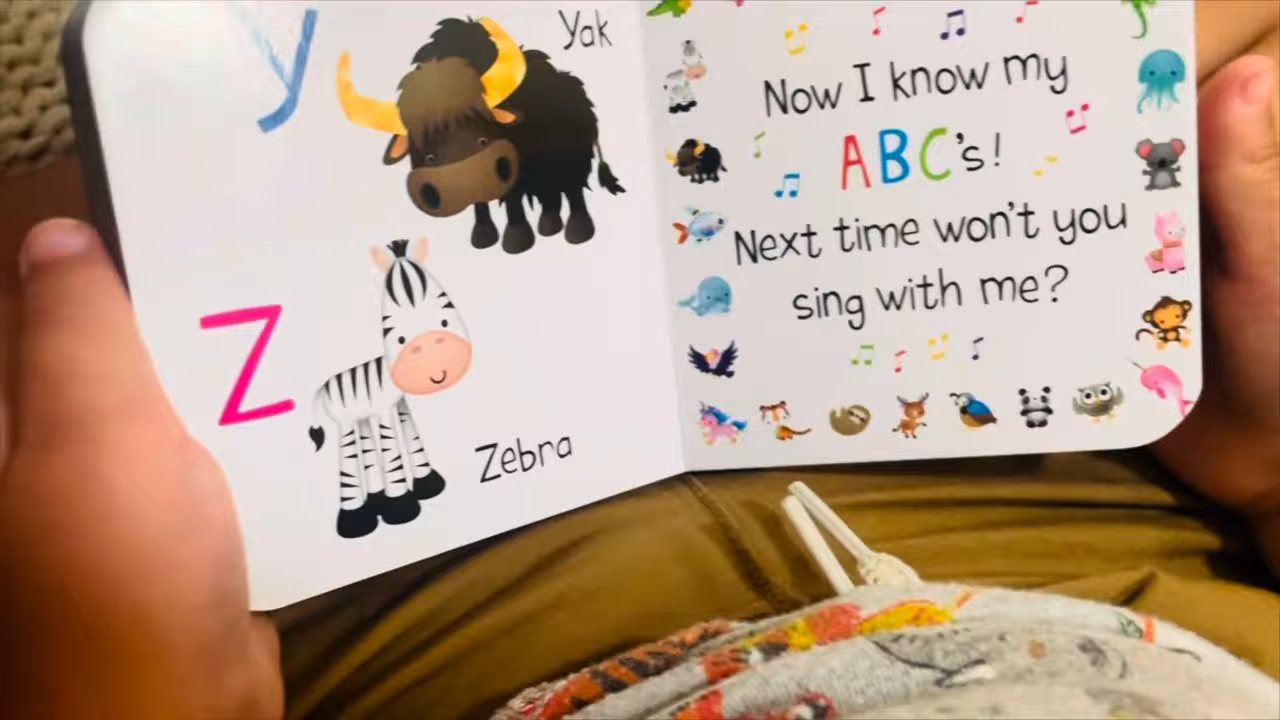 y
Yak
Z
Zebra
Now I know my
ABC's!
Next time won't you
sing with me?